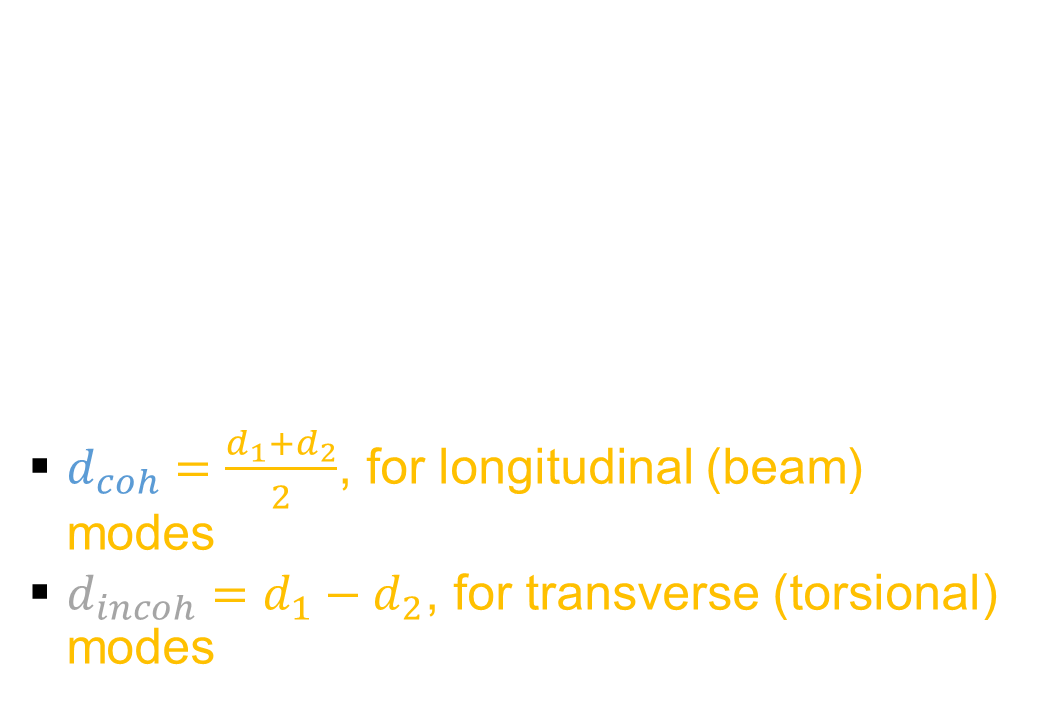 ▪ d_coh = (d_1+d_2)/2, for longitudinal (beam)
modes
▪ d_incoh = d_1 − d_2, for transverse (torsional)
modes